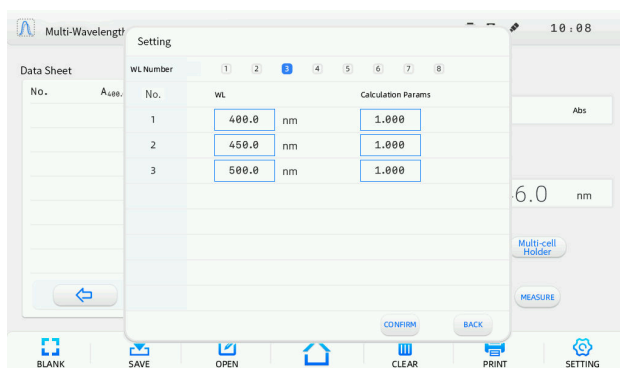 Multi-Wavelength
10:08
Setting
Data Sheet
WL Number 1 2 3 4 5 6 7 8
No. A400.
No. WL Calculation Params
Abs
1 400.0 nm 1.000
2 450.0 nm 1.000
3 500.0 nm 1.000
6.0 nm
Multi-cell
Holder
MEASURE
CONFIRM BACK
BLANK SAVE OPEN CLEAR PRINT SETTING